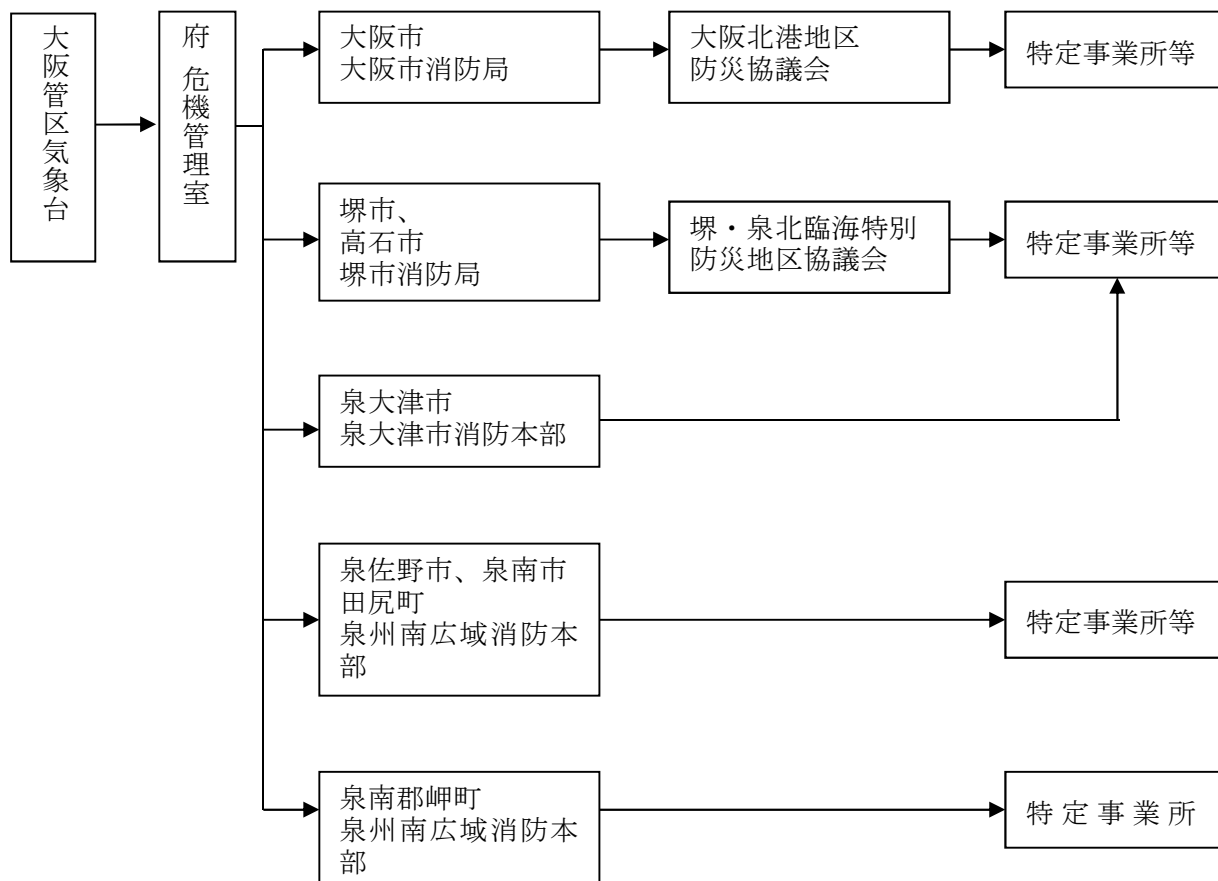 大阪管区気象台
府 危機管理室
大阪市
大阪市消防局
大阪北港地区
防災協議会
特定事業所等
堺市、
高石市
堺市消防局
堺・泉北臨海特別
防災地区協議会
特定事業所等
泉大津市
泉大津市消防本部
泉佐野市、泉南市
田尻町
泉州南広域消防本
部
特定事業所等
泉南郡岬町
泉州南広域消防本
部
特 定 事 業 所